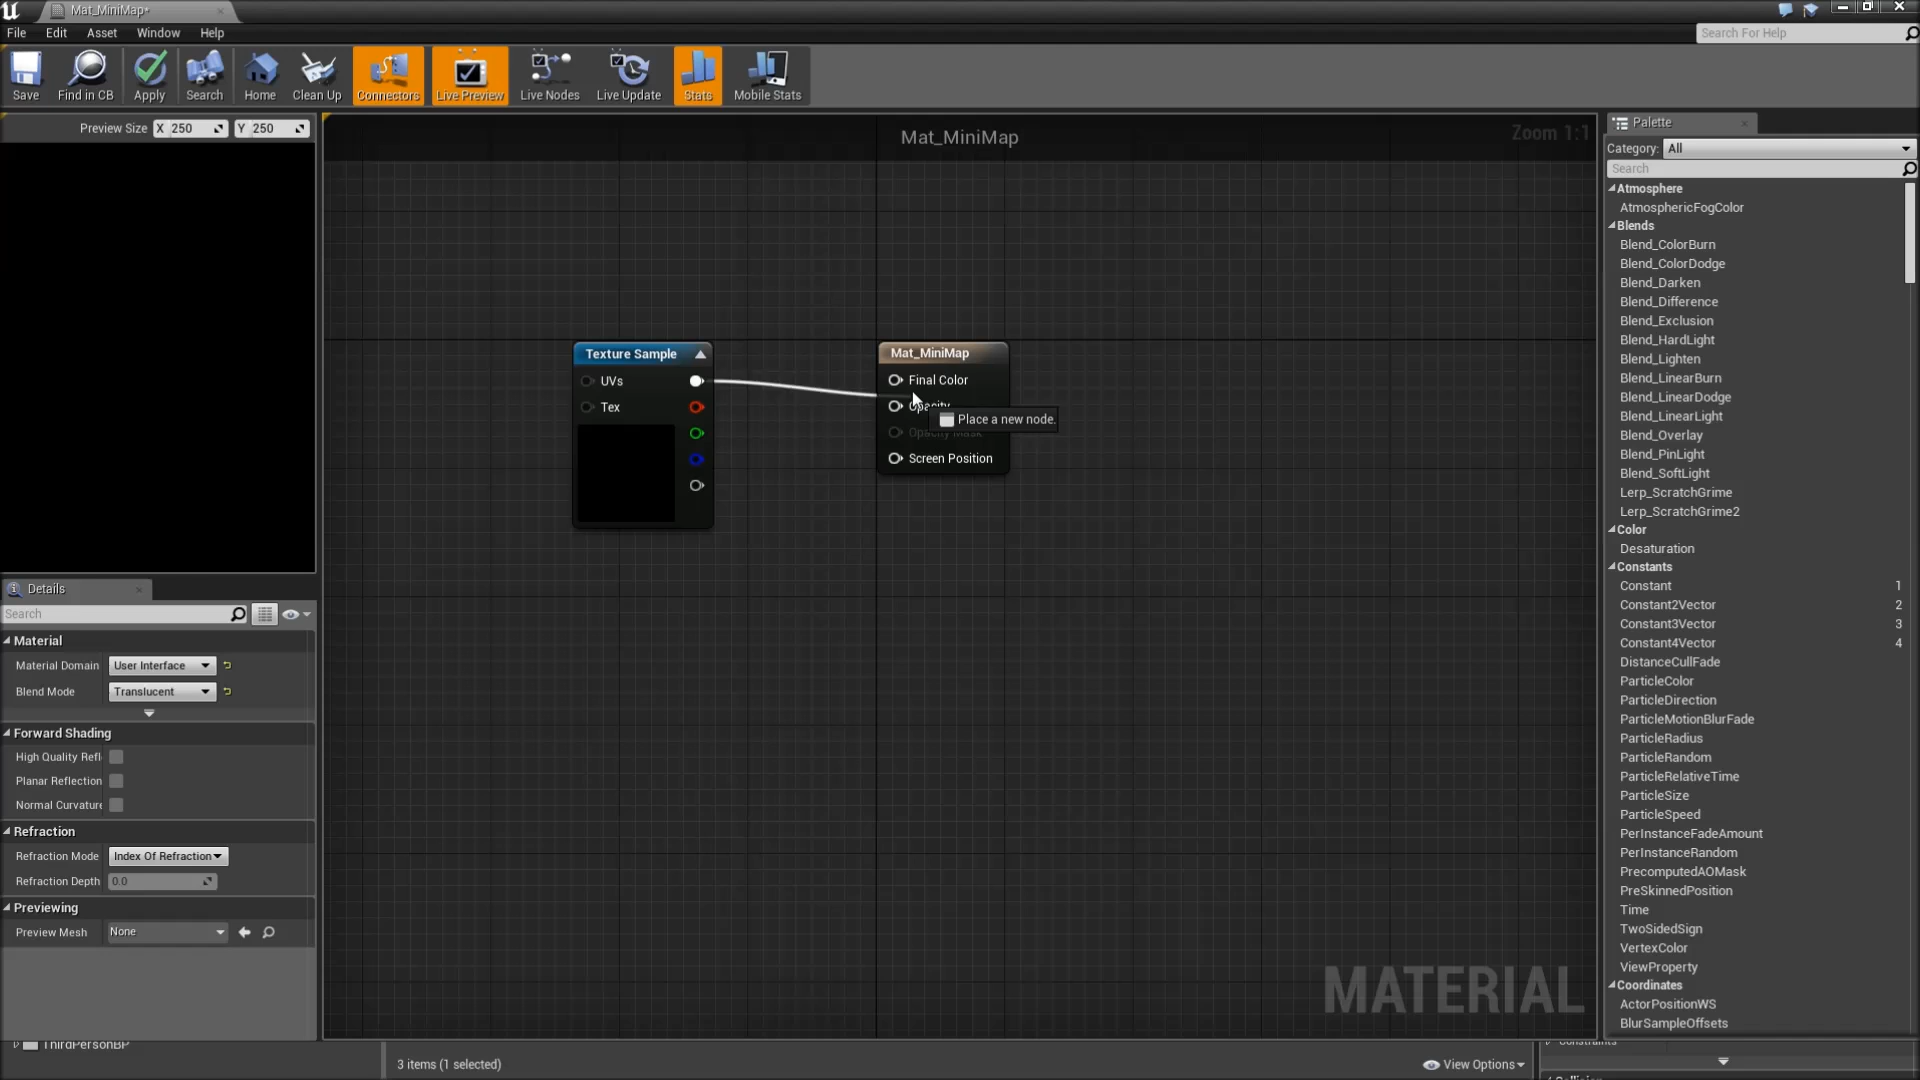 Mat_MiniMap*
File Edit Asset Window Help
Search For Help
Save Find in CB Apply Search Home Clean Up Connectors Live Preview Live Nodes Live Update Stats Mobile Stats
Preview Size X 250 Y 250
Mat_MiniMap
Zoom 1:1
Texture Sample
UVs
Tex
Mat_MiniMap
Final Color
Opacity
Place a new node.
Opacity Mask
Screen Position
MATERIAL
Details
Search
Material
Material Domain User Interface
Blend Mode Translucent
Forward Shading
High Quality Refl
Planar Reflection
Normal Curvature
Refraction
Refraction Mode Index Of Refraction
Refraction Depth 0.0
Previewing
Preview Mesh None
ThirdPersonBP
3 items (1 selected)
View Options
Palette
Category: All
Search
Atmosphere
AtmosphericFogColor
Blends
Blend_ColorBurn
Blend_ColorDodge
Blend_Darken
Blend_Difference
Blend_Exclusion
Blend_HardLight
Blend_Lighten
Blend_LinearBurn
Blend_LinearDodge
Blend_LinearLight
Blend_Overlay
Blend_PinLight
Blend_SoftLight
Lerp_ScratchGrime
Lerp_ScratchGrime2
Color
Desaturation
Constants
Constant 1
Constant2Vector 2
Constant3Vector 3
Constant4Vector 4
DistanceCullFade
ParticleColor
ParticleDirection
ParticleMotionBlurFade
ParticleRadius
ParticleRandom
ParticleRelativeTime
ParticleSize
ParticleSpeed
PerInstanceFadeAmount
PerInstanceRandom
PrecomputedAOMask
PreSkinnedPosition
Time
TwoSidedSign
VertexColor
ViewProperty
Coordinates
ActorPositionWS
BlurSampleOffsets
Constraints